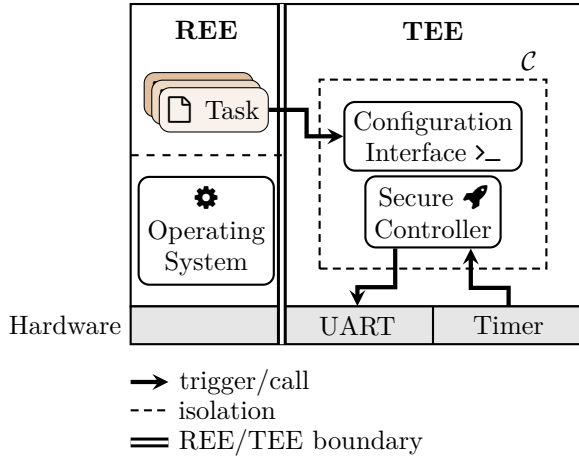 REE
TEE
𝒞
Task
Configuration
Interface >_
Secure
Controller
Operating
System
Hardware
UART
Timer
trigger/call
isolation
REE/TEE boundary